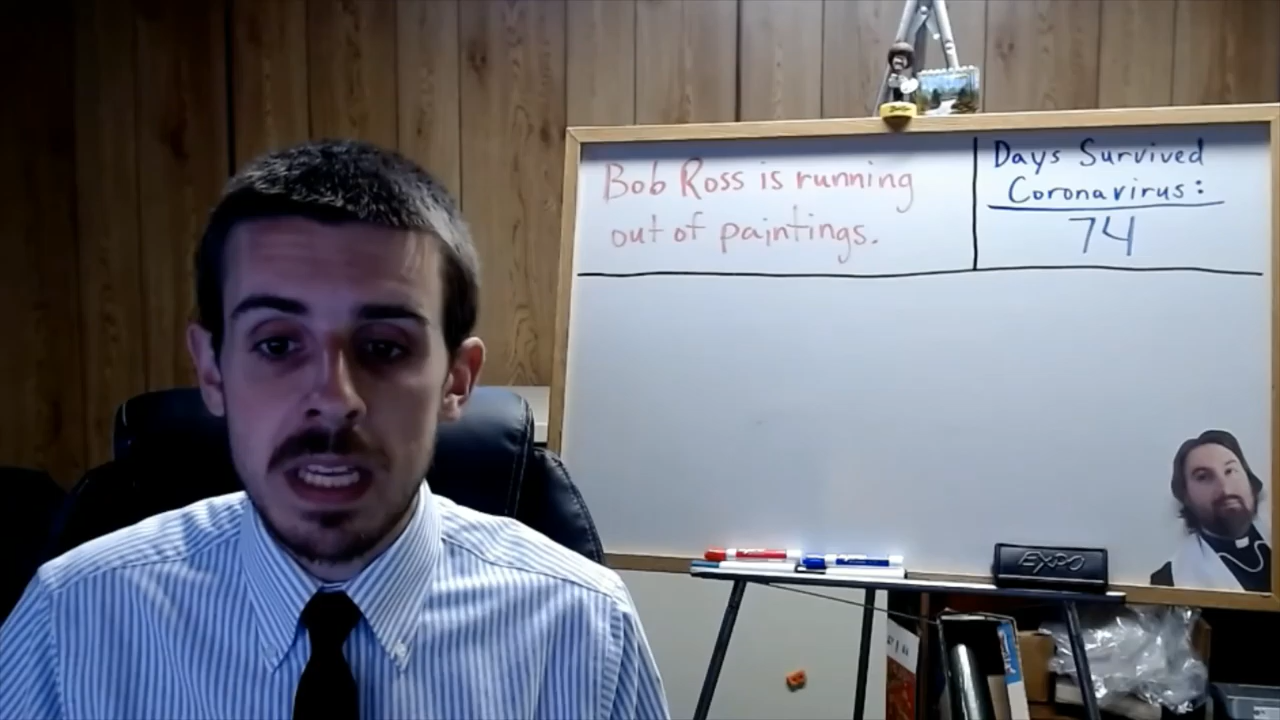 Bob Ross is running
out of paintings.
Days Survived
Coronavirus:
74
EXPO